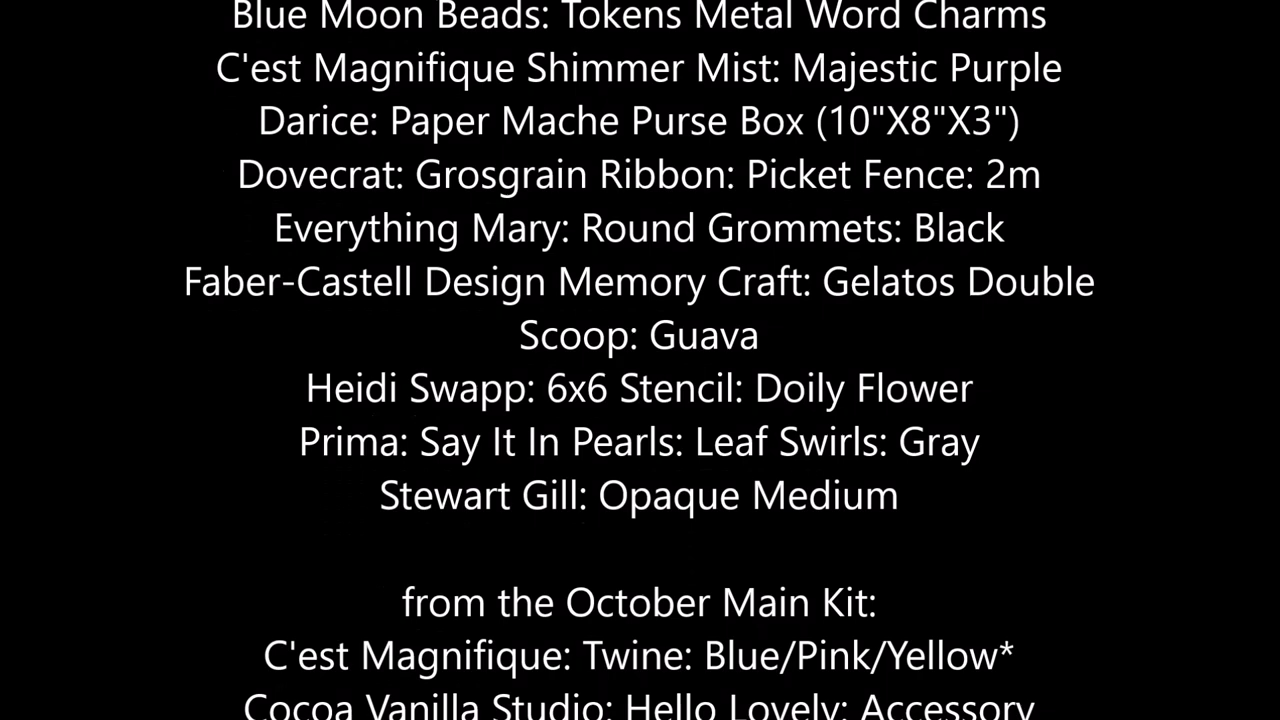 Blue Moon Beads: Tokens Metal Word Charms
C'est Magnifique Shimmer Mist: Majestic Purple
Darice: Paper Mache Purse Box (10"X8"X3")
Dovecrat: Grosgrain Ribbon: Picket Fence: 2m
Everything Mary: Round Grommets: Black
Faber-Castell Design Memory Craft: Gelatos Double
Scoop: Guava
Heidi Swapp: 6x6 Stencil: Doily Flower
Prima: Say It In Pearls: Leaf Swirls: Gray
Stewart Gill: Opaque Medium
from the October Main Kit:
C'est Magnifique: Twine: Blue/Pink/Yellow*
Cocoa Vanilla Studio: Hello Lovely: Accessory